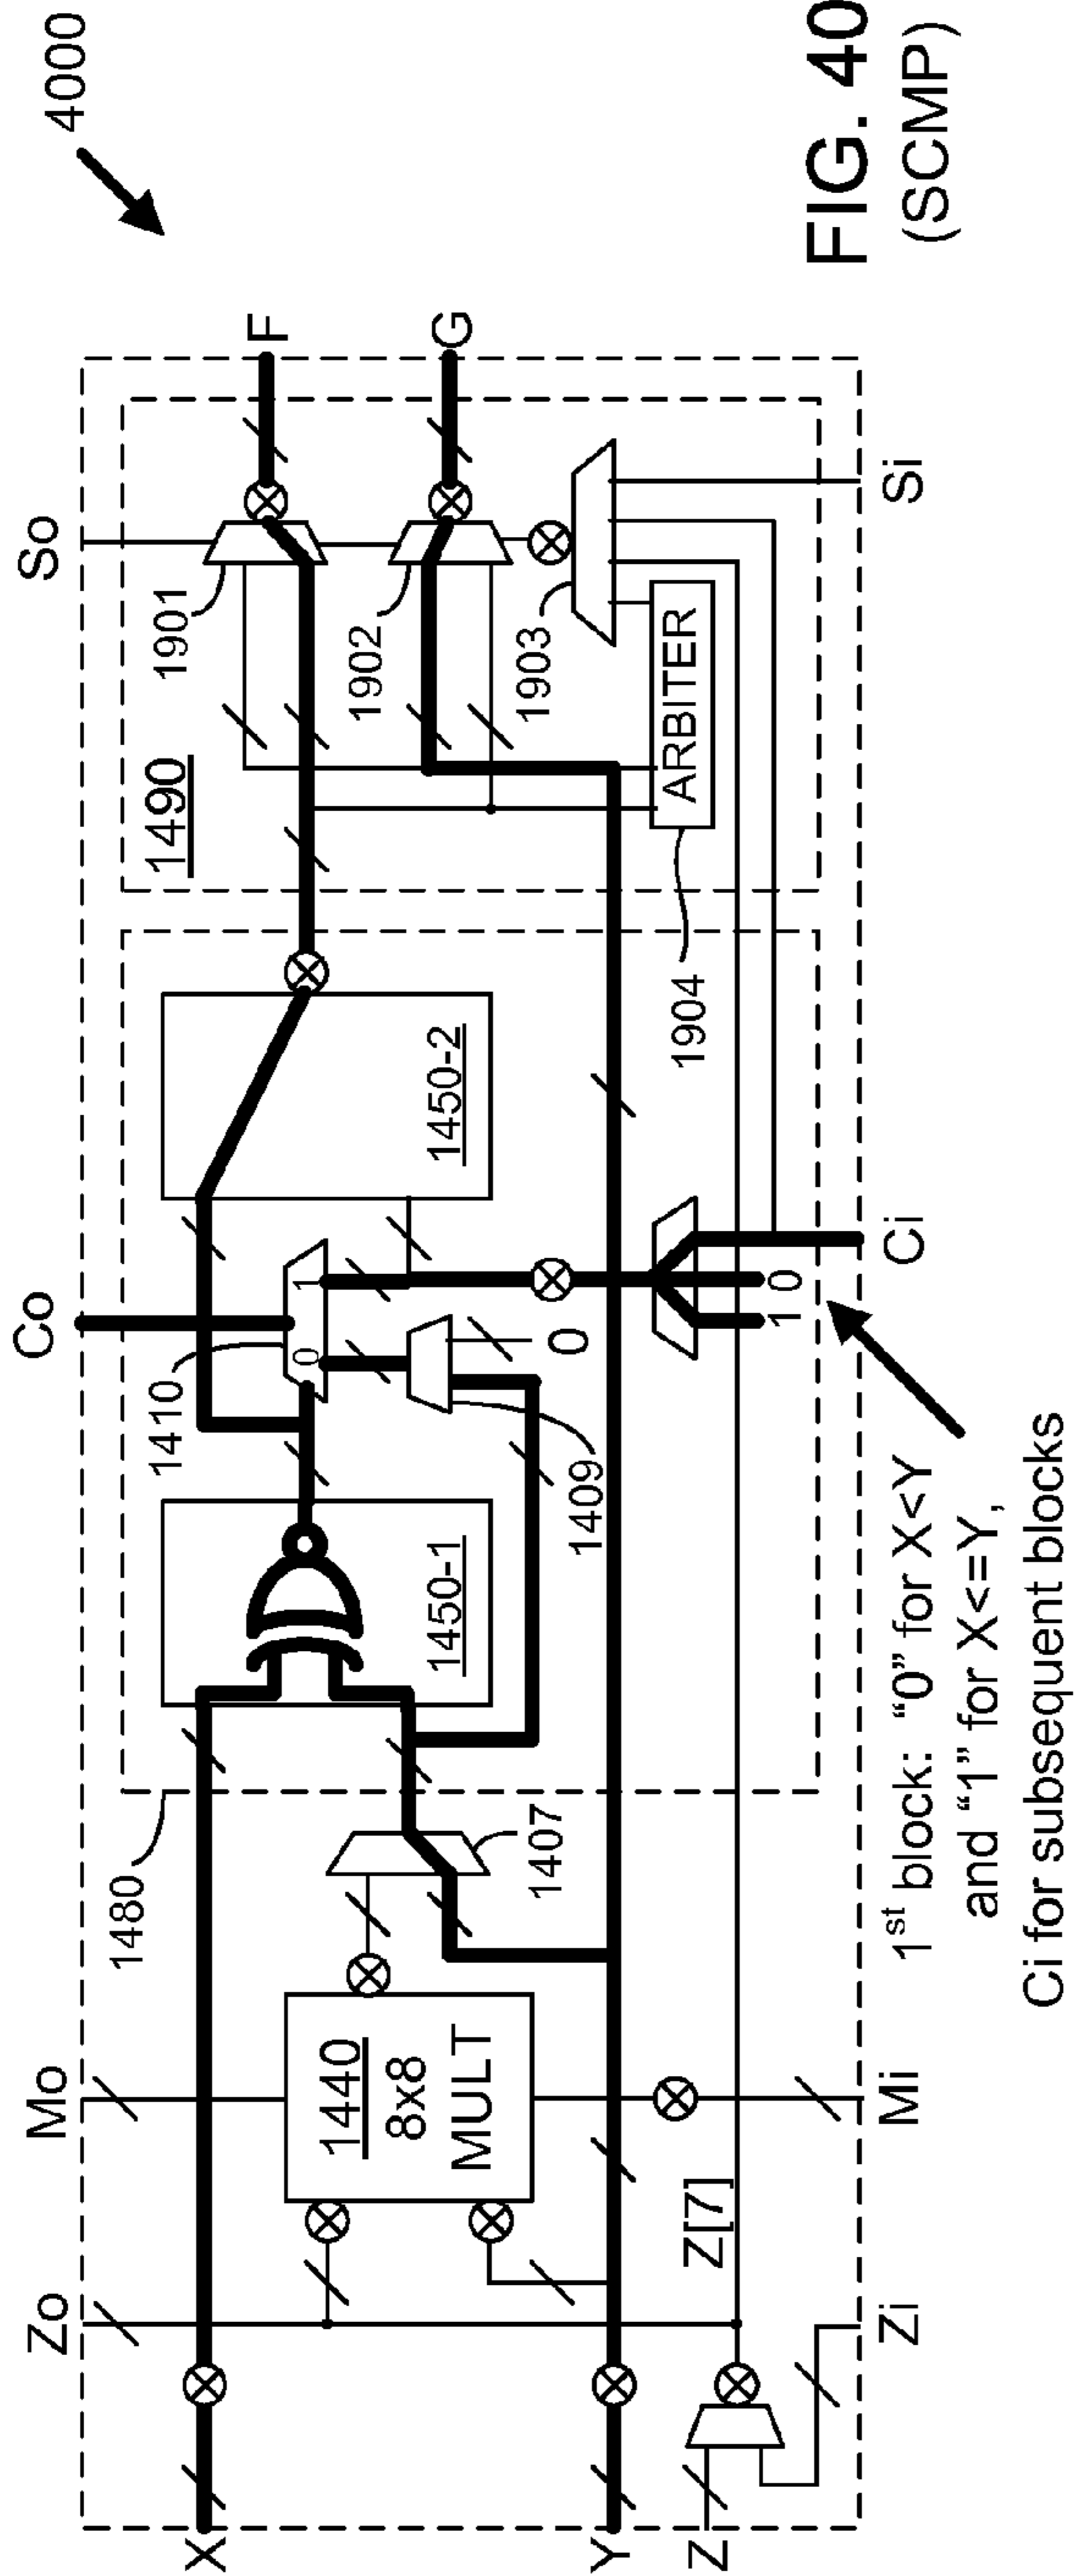 4000
So
Co
Mo
Zo
1901
F
1490
1902
G
1903
ARBITER
1904
1450-2
1410
0
1
0
1409
1450-1
1407
1480
1440
8x8
MULT
X
Y
Z
Z[7]
1 0
Zi
Mi
Ci
Si
1st block: "0" for X<Y
and "1" for X<=Y,
Ci for subsequent blocks
FIG. 40
(SCMP)